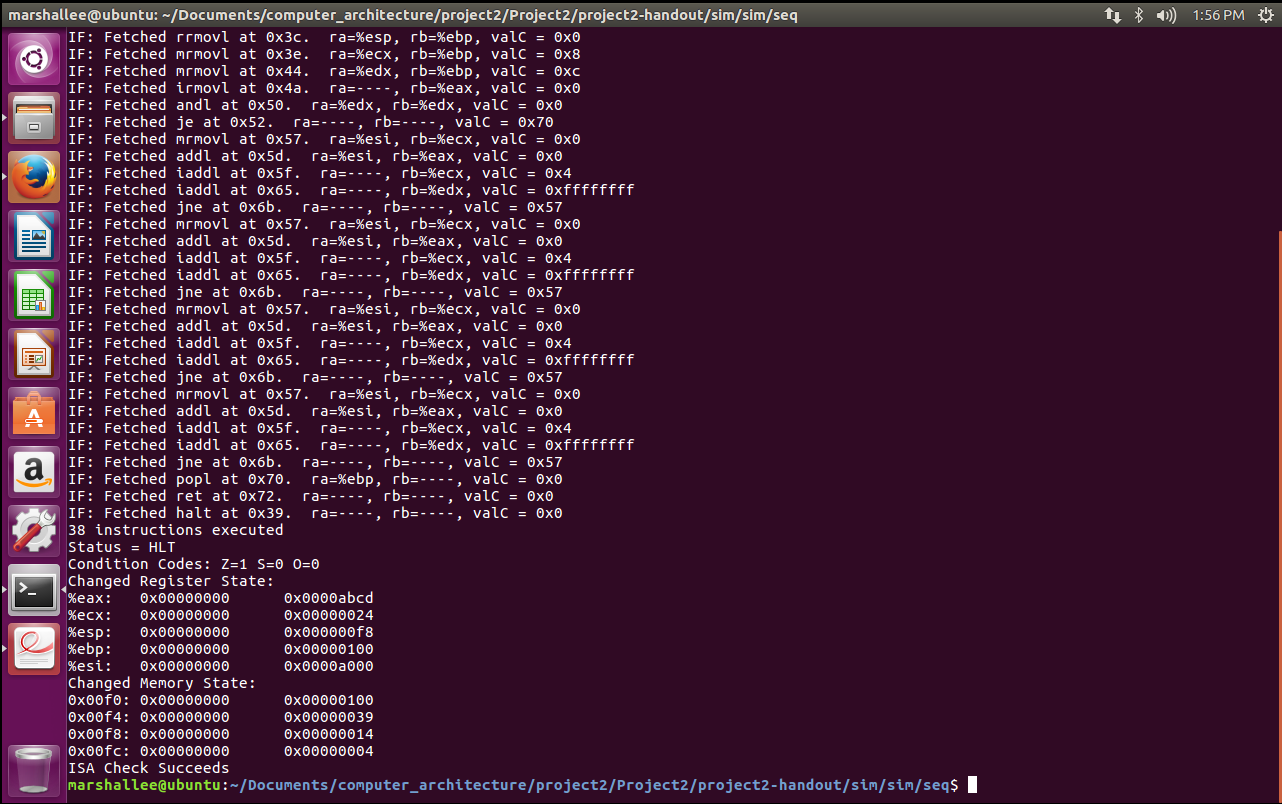 marshallee@ubuntu: ~/Documents/computer_architecture/project2/Project2/project2-handout/sim/sim/seq 1:56 PM
IF: Fetched rrmovl at 0x3c.  ra=%esp, rb=%ebp, valC = 0x0
IF: Fetched mrmovl at 0x3e.  ra=%ecx, rb=%ebp, valC = 0x8
IF: Fetched mrmovl at 0x44.  ra=%edx, rb=%ebp, valC = 0xc
IF: Fetched irmovl at 0x4a.  ra=----, rb=%eax, valC = 0x0
IF: Fetched andl at 0x50.  ra=%edx, rb=%edx, valC = 0x0
IF: Fetched je at 0x52.  ra=----, rb=----, valC = 0x70
IF: Fetched mrmovl at 0x57.  ra=%esi, rb=%ecx, valC = 0x0
IF: Fetched addl at 0x5d.  ra=%esi, rb=%eax, valC = 0x0
IF: Fetched iaddl at 0x5f.  ra=----, rb=%ecx, valC = 0x4
IF: Fetched iaddl at 0x65.  ra=----, rb=%edx, valC = 0xffffffff
IF: Fetched jne at 0x6b.  ra=----, rb=----, valC = 0x57
IF: Fetched mrmovl at 0x57.  ra=%esi, rb=%ecx, valC = 0x0
IF: Fetched addl at 0x5d.  ra=%esi, rb=%eax, valC = 0x0
IF: Fetched iaddl at 0x5f.  ra=----, rb=%ecx, valC = 0x4
IF: Fetched iaddl at 0x65.  ra=----, rb=%edx, valC = 0xffffffff
IF: Fetched jne at 0x6b.  ra=----, rb=----, valC = 0x57
IF: Fetched mrmovl at 0x57.  ra=%esi, rb=%ecx, valC = 0x0
IF: Fetched addl at 0x5d.  ra=%esi, rb=%eax, valC = 0x0
IF: Fetched iaddl at 0x5f.  ra=----, rb=%ecx, valC = 0x4
IF: Fetched iaddl at 0x65.  ra=----, rb=%edx, valC = 0xffffffff
IF: Fetched jne at 0x6b.  ra=----, rb=----, valC = 0x57
IF: Fetched mrmovl at 0x57.  ra=%esi, rb=%ecx, valC = 0x0
IF: Fetched addl at 0x5d.  ra=%esi, rb=%eax, valC = 0x0
IF: Fetched iaddl at 0x5f.  ra=----, rb=%ecx, valC = 0x4
IF: Fetched iaddl at 0x65.  ra=----, rb=%edx, valC = 0xffffffff
IF: Fetched jne at 0x6b.  ra=----, rb=----, valC = 0x57
IF: Fetched popl at 0x70.  ra=%ebp, rb=----, valC = 0x0
IF: Fetched ret at 0x72.  ra=----, rb=----, valC = 0x0
IF: Fetched halt at 0x39.  ra=----, rb=----, valC = 0x0
38 instructions executed
Status = HLT
Condition Codes: Z=1 S=0 O=0
Changed Register State:
%eax:   0x00000000      0x0000abcd
%ecx:   0x00000000      0x00000024
%esp:   0x00000000      0x000000f8
%ebp:   0x00000000      0x00000100
%esi:   0x00000000      0x0000a000
Changed Memory State:
0x00f0: 0x00000000      0x00000100
0x00f4: 0x00000000      0x00000039
0x00f8: 0x00000000      0x00000014
0x00fc: 0x00000000      0x00000004
ISA Check Succeeds
marshallee@ubuntu:~/Documents/computer_architecture/project2/Project2/project2-handout/sim/sim/seq$